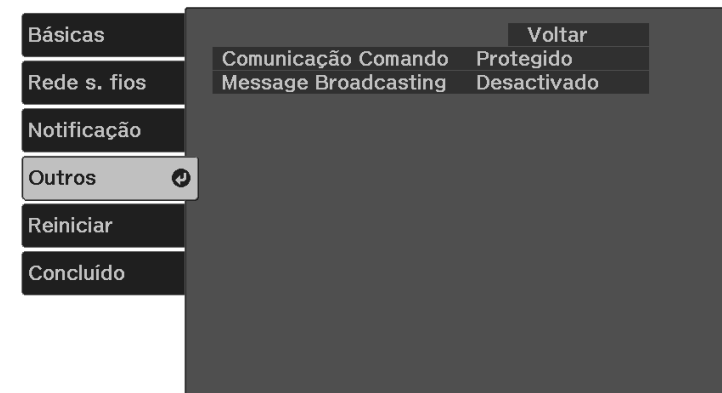 Básicas
Rede s. fios
Notificação
Outros
Reiniciar
Concluído
Voltar
Comunicação Comando Protegido
Message Broadcasting Desactivado